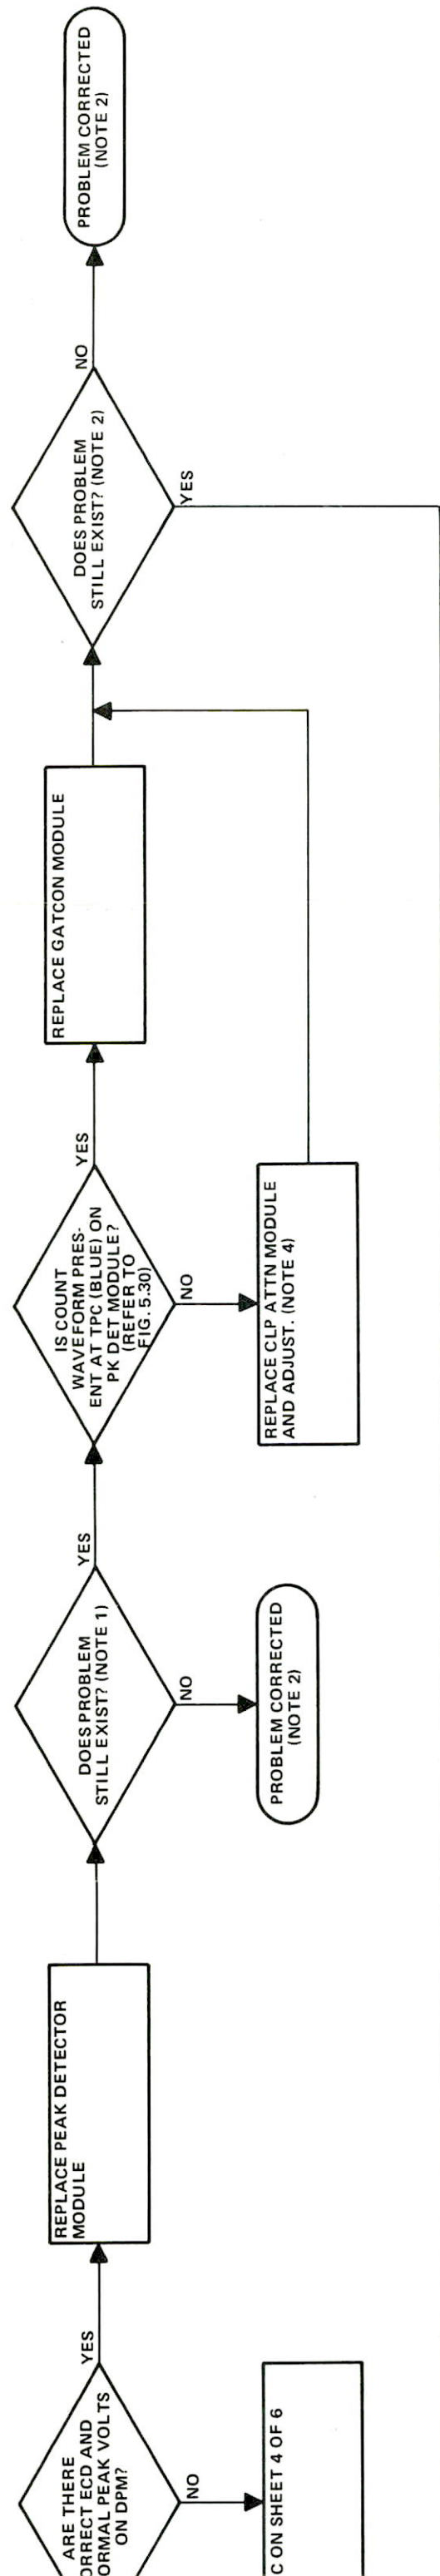 ARE THERE
ORRECT ECD AND
ORMAL PEAK VOLTS
ON DPM?
YES
NO
C ON SHEET 4 OF 6
REPLACE PEAK DETECTOR
MODULE
DOES PROBLEM
STILL EXIST? (NOTE 1)
YES
NO
PROBLEM CORRECTED
(NOTE 2)
IS COUNT
WAVEFORM PRES-
ENT AT TPC (BLUE) ON
PK DET MODULE?
(REFER TO
FIG. 5.30)
YES
NO
REPLACE CLP ATTN MODULE
AND ADJUST. (NOTE 4)
REPLACE GATCON MODULE
DOES PROBLEM
STILL EXIST? (NOTE 2)
NO
YES
PROBLEM CORRECTED
(NOTE 2)